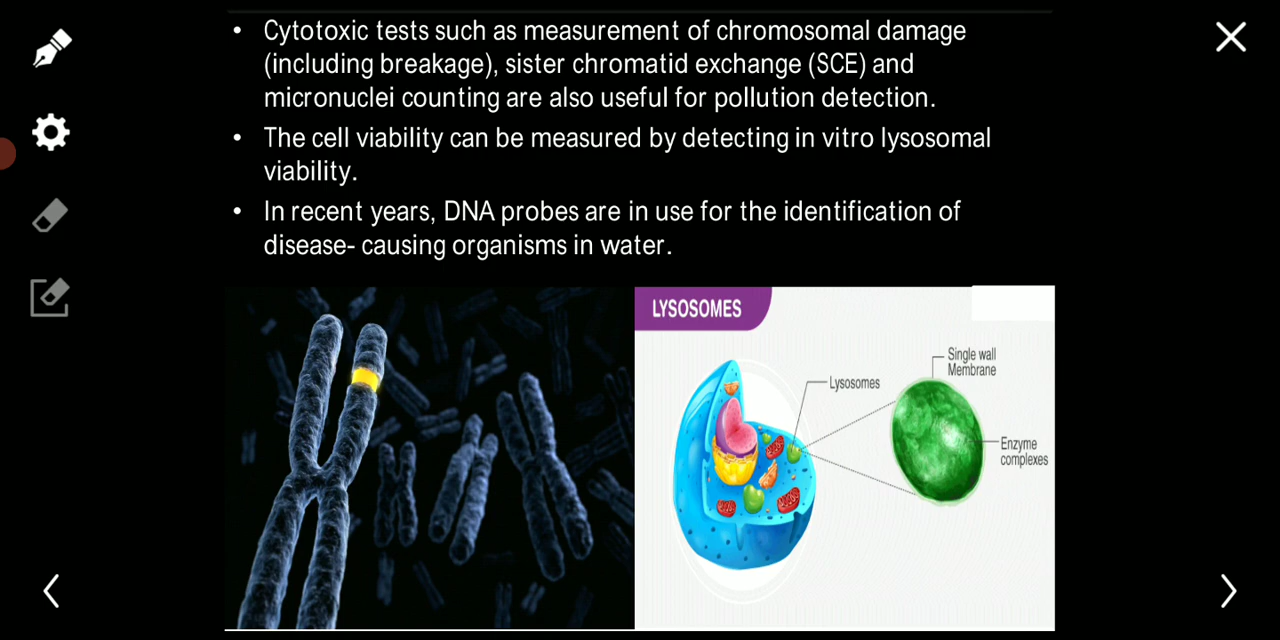 • Cytotoxic tests such as measurement of chromosomal damage
(including breakage), sister chromatid exchange (SCE) and
micronuclei counting are also useful for pollution detection.
• The cell viability can be measured by detecting in vitro lysosomal
viability.
• In recent years, DNA probes are in use for the identification of
disease- causing organisms in water.
LYSOSOMES
Single wall
Membrane
Lysosomes
Enzyme
complexes